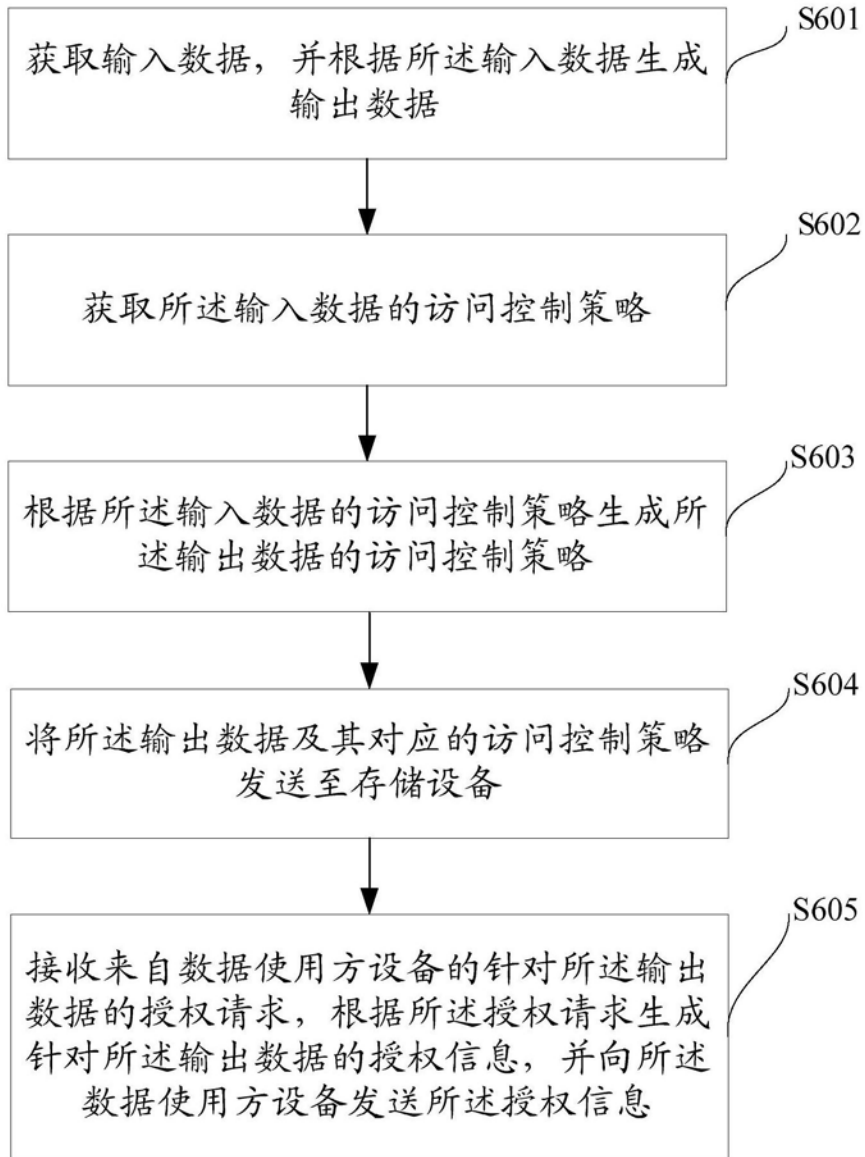 S601
获取输入数据，并根据所述输入数据生成
输出数据
S602
获取所述输入数据的访问控制策略
S603
根据所述输入数据的访问控制策略生成所
述输出数据的访问控制策略
S604
将所述输出数据及其对应的访问控制策略
发送至存储设备
S605
接收来自数据使用方设备的针对所述输出
数据的授权请求，根据所述授权请求生成
针对所述输出数据的授权信息，并向所述
数据使用方设备发送所述授权信息